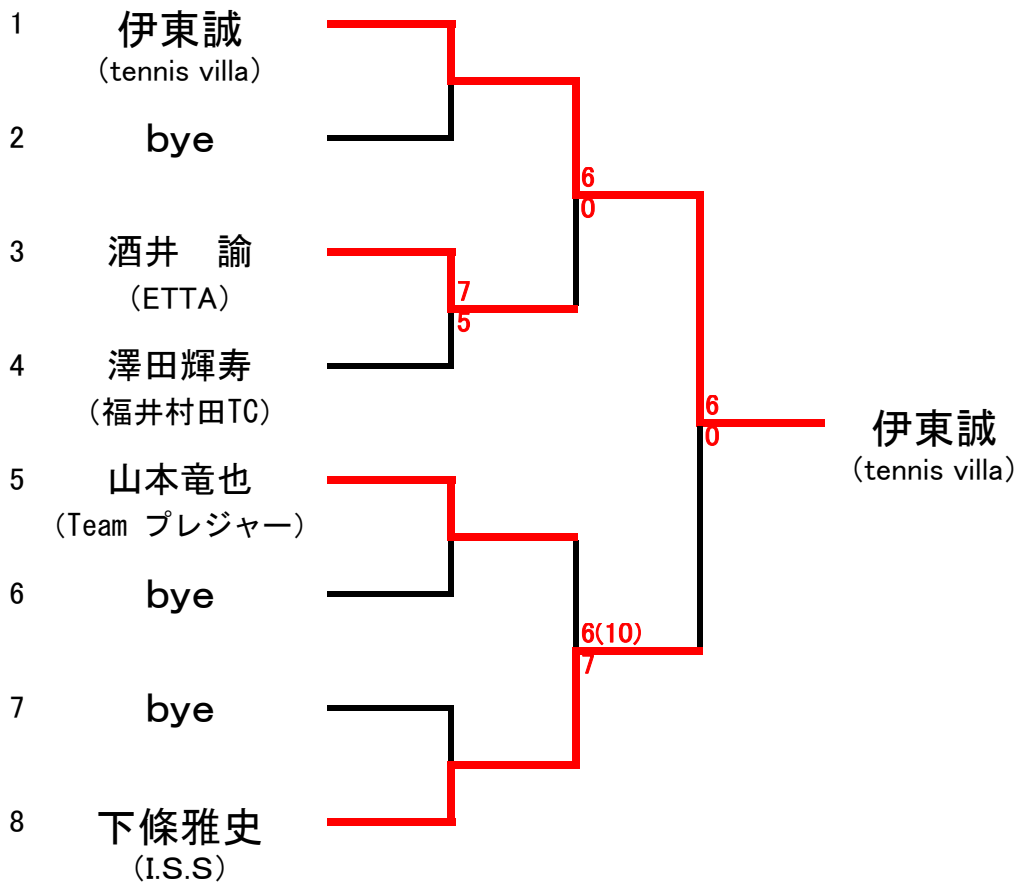 1 伊東誠
(tennis villa)
2 bye
6
0
3 酒井　諭
(ETTA)
7
5
4 澤田輝寿
(福井村田TC)
6
0
伊東誠
(tennis villa)
5 山本竜也
(Team プレジャー)
6 bye
6(10)
7
7 bye
8 下條雅史
(I.S.S)